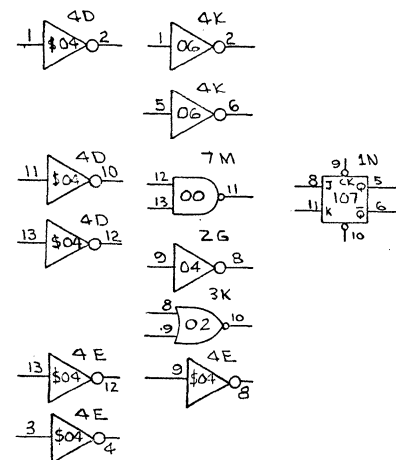 4D
1 $04 2
4K
1 06 2
4K
5 06 6
4D
11 $04 10
7M
12 13 00 11
1N
9 8 J CK Q 5
107
11 K Q̅ 6
10
4D
13 $04 12
2G
9 04 8
3K
8 9 02 10
4E
13 $04 12
4E
9 $04 8
4E
3 $04 4